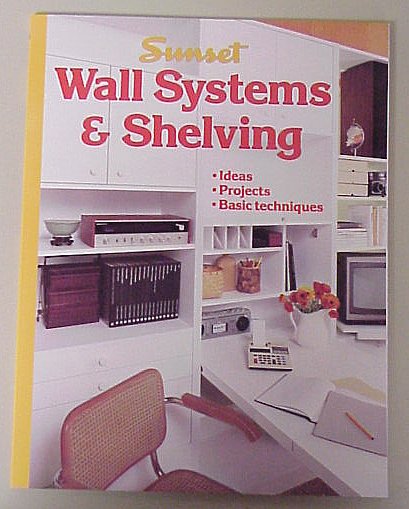 Sunset
Wall Systems
& Shelving
• Ideas
• Projects
• Basic techniques